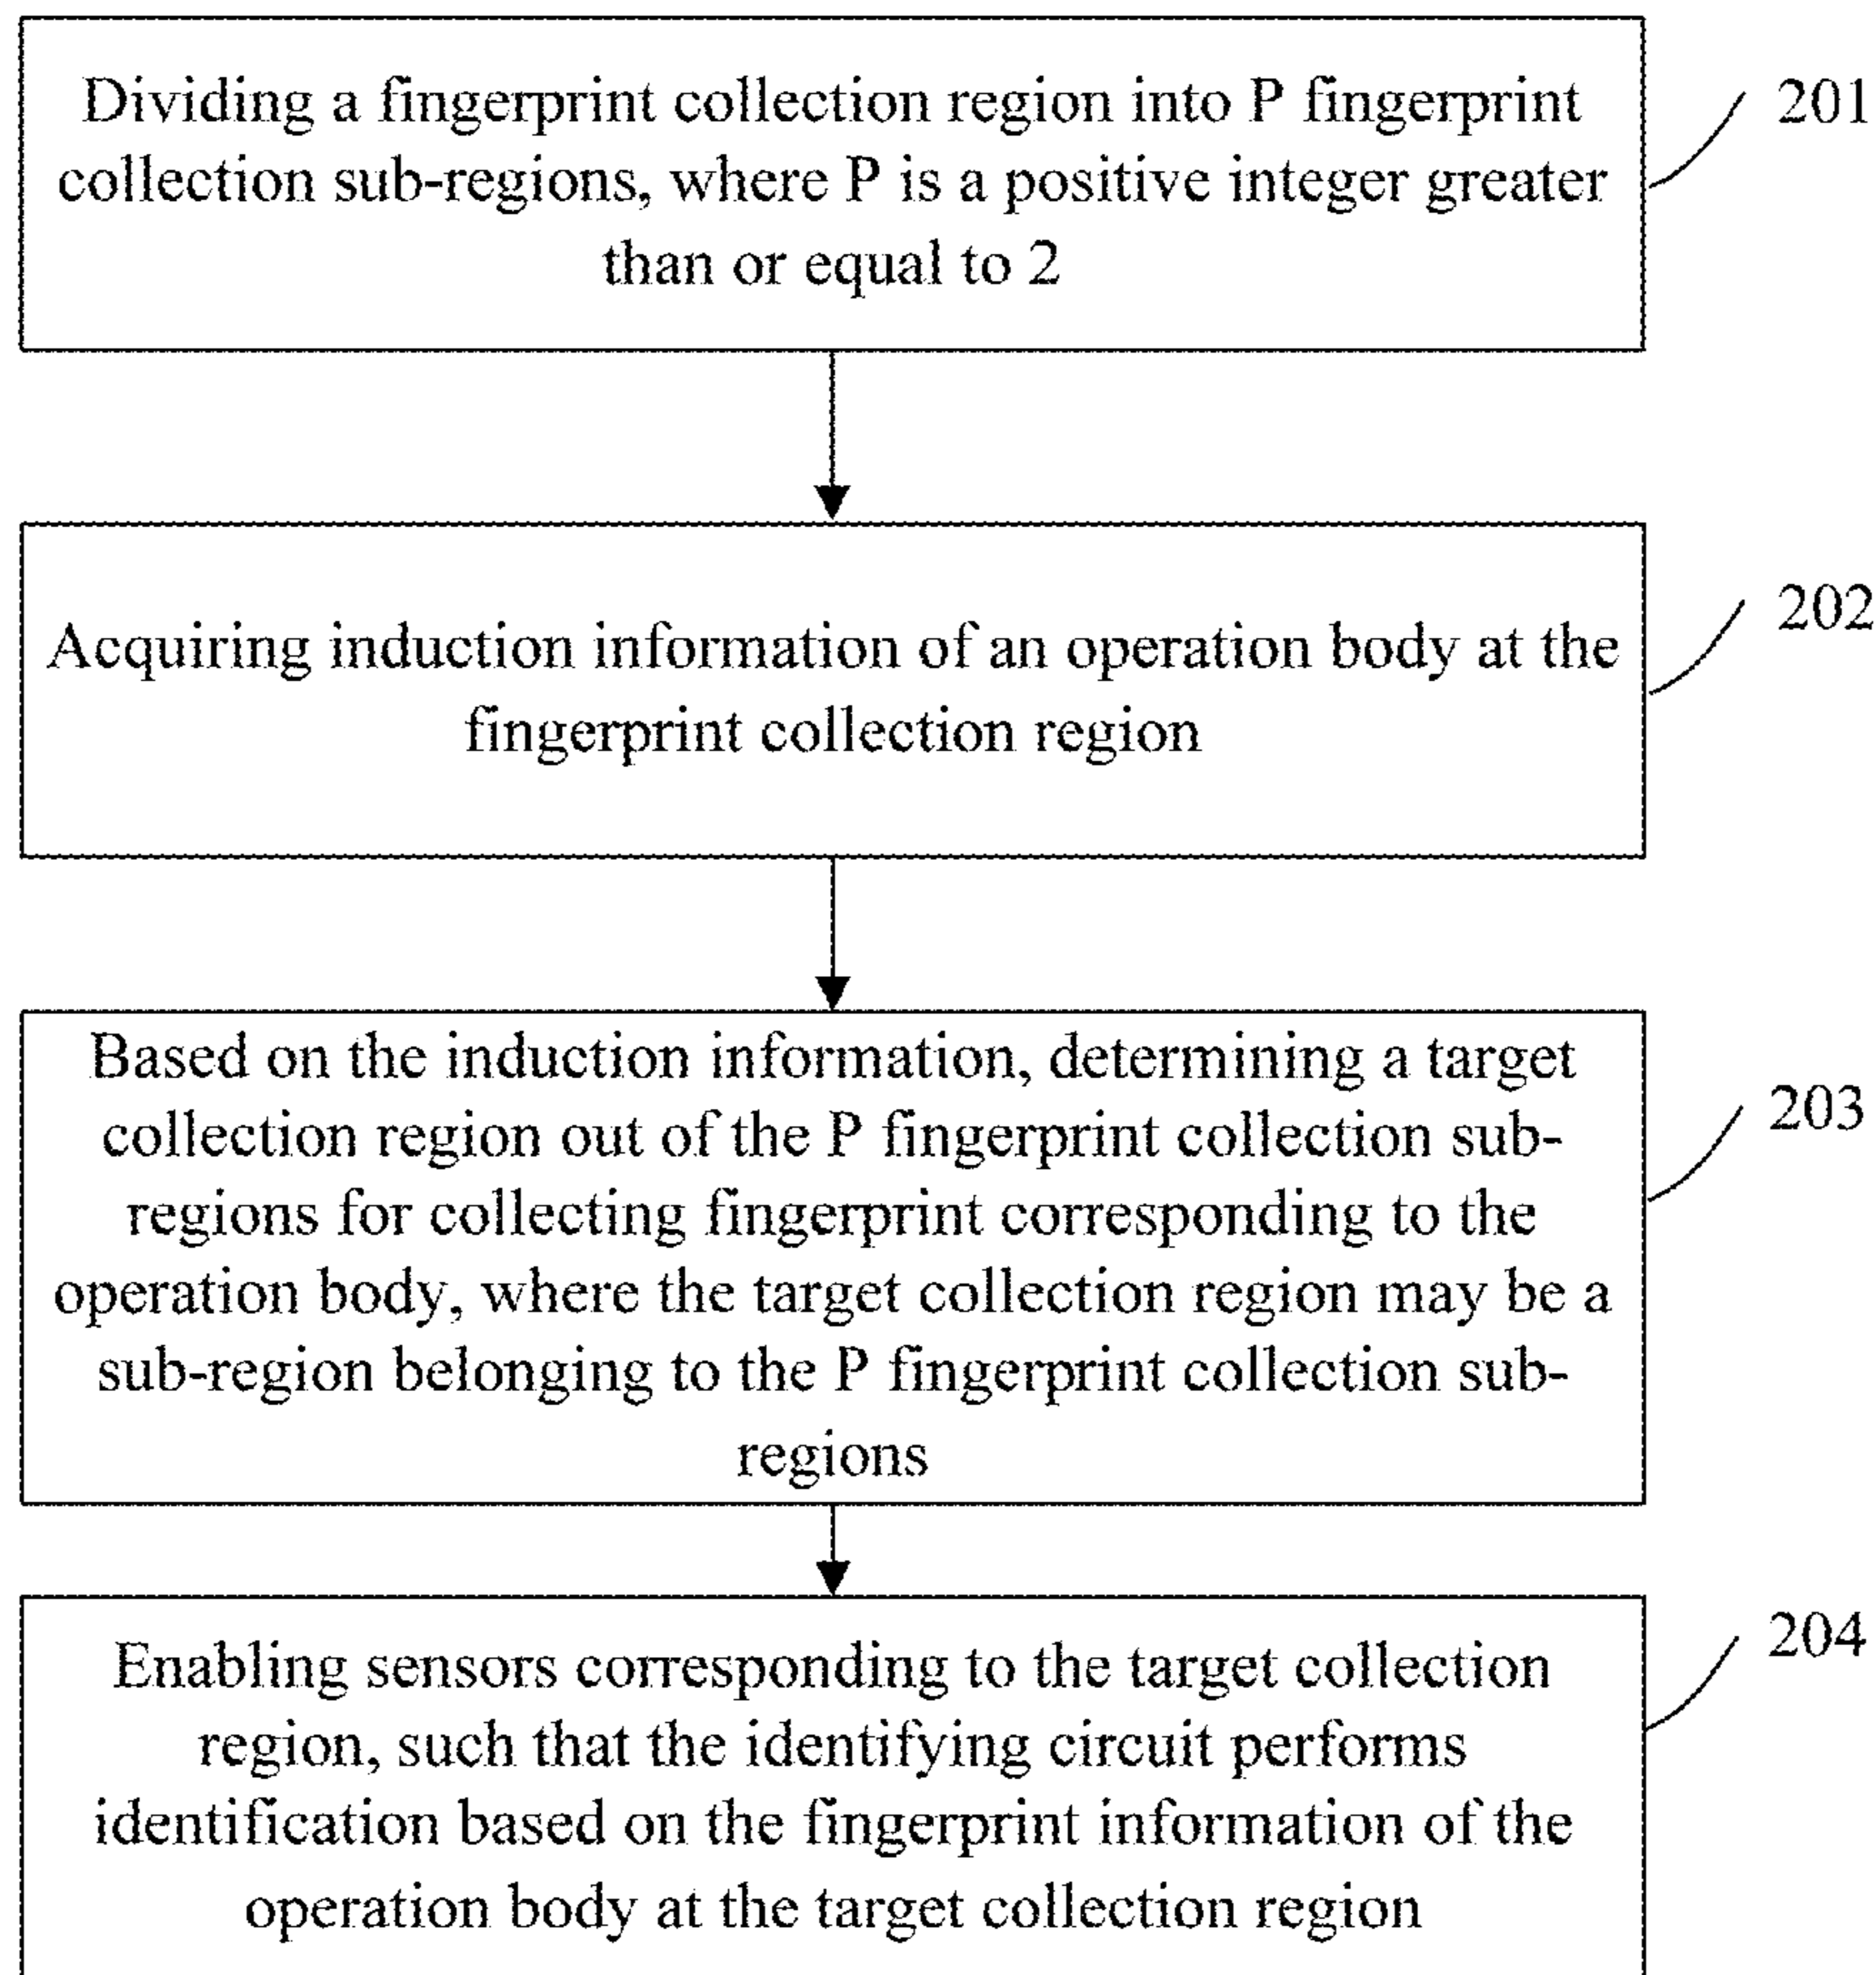 Dividing a fingerprint collection region into P fingerprint
collection sub-regions, where P is a positive integer greater
than or equal to 2
201
Acquiring induction information of an operation body at the
fingerprint collection region
202
Based on the induction information, determining a target
collection region out of the P fingerprint collection sub-
regions for collecting fingerprint corresponding to the
operation body, where the target collection region may be a
sub-region belonging to the P fingerprint collection sub-
regions
203
Enabling sensors corresponding to the target collection
region, such that the identifying circuit performs
identification based on the fingerprint information of the
operation body at the target collection region
204